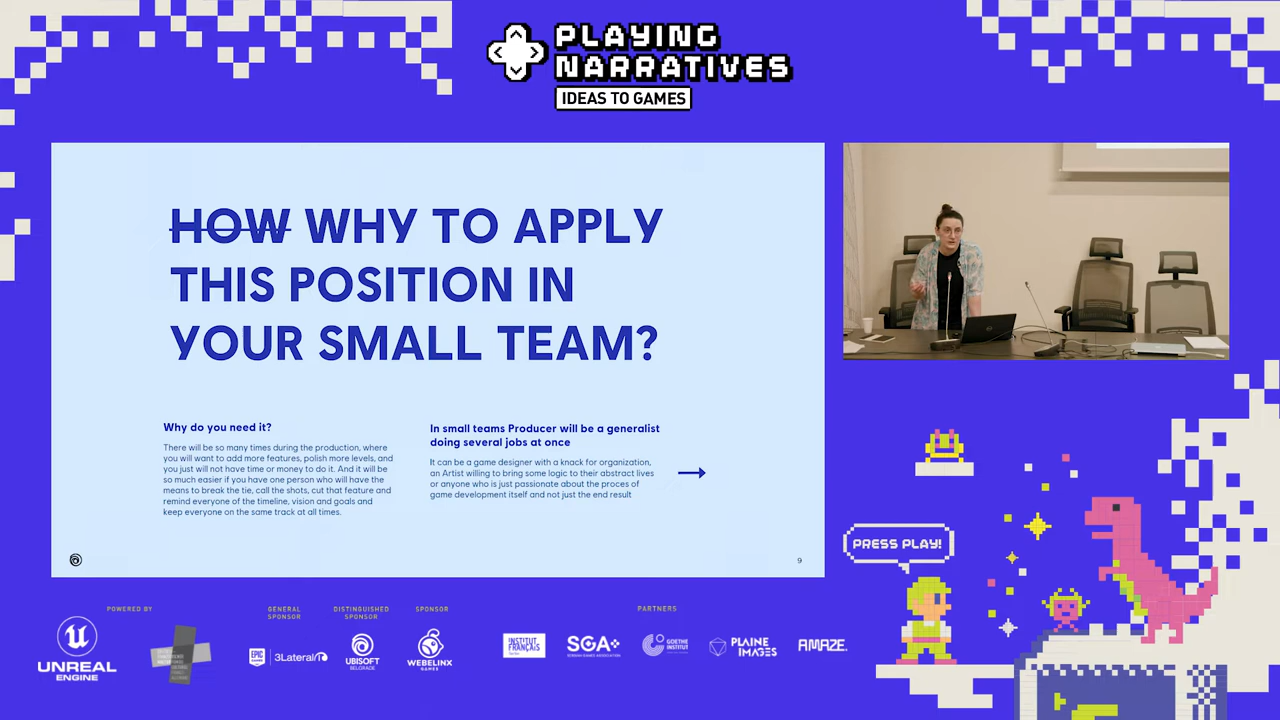 PLAYING
NARRATIVES
IDEAS TO GAMES
HOW WHY TO APPLY
THIS POSITION IN
YOUR SMALL TEAM?
Why do you need it?
There will be so many times during the production, where
you will want to add more features, polish more levels, and
you just will not have time or money to do it. And it will be
so much easier if you have one person who will have the
means to break the tie, call the shots, cut that feature and
remind everyone of the timeline, vision and goals and
keep everyone on the same track at all times.
In small teams Producer will be a generalist
doing several jobs at once
It can be a game designer with a knack for organization,
an Artist willing to bring some logic to their abstract lives
or anyone who is just passionate about the proces of
game development itself and not just the end result
9
PRESS PLAY!
POWERED BY
UNREAL
ENGINE
GENERAL
SPONSOR
EPIC
GAMES
3Lateral
DISTINGUISHED
SPONSOR
UBISOFT
BELGRADE
SPONSOR
WEBELINX
GAMES
PARTNERS
INSTITUT
FRANÇAIS
SGA
SERBIAN GAMES ASSOCIATION
GOETHE
INSTITUT
PLAINE
IMAGES
AMAZE.